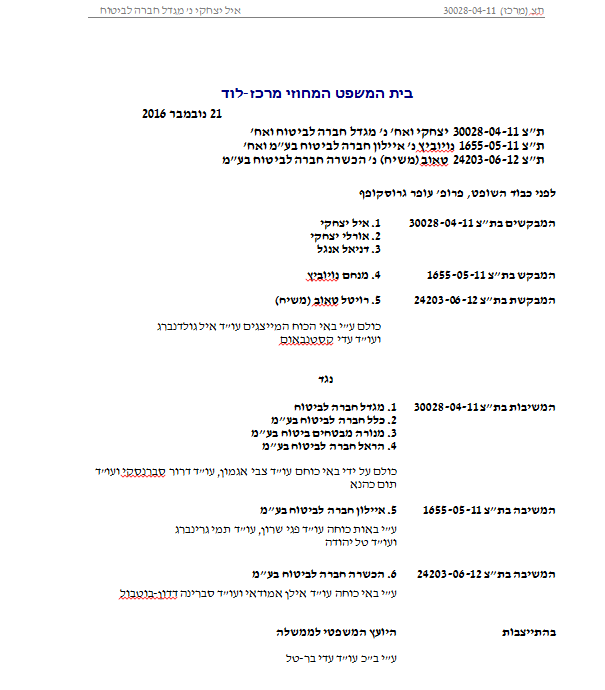 תצ (מרכז) 30028-04-11 איל יצחקי נ' מגדל חברה לביטוח
בית המשפט המחוזי מרכז-לוד
21 נובמבר 2016
ת"צ 30028-04-11 יצחקי ואח' נ' מגדל חברה לביטוח ואח'
ת"צ 1655-05-11 נויוביץ נ' איילון חברה לביטוח בע"מ ואח'
ת"צ 24203-06-12 טאוב (משיח) נ' הכשרה חברה לביטוח בע"מ
לפני כבוד השופט, פרופ' עופר גרוסקופף
המבקשים בת"צ 30028-04-11 1. איל יצחקי
2. אורלי יצחקי
3. דניאל אנגל
המבקש בת"צ 1655-05-11 4. מנחם נויוביץ
המבקשת בת"צ 24203-06-12 5. רויטל טאוב (משיח)
כולם ע"י באי הכוח המייצגים עו"ד איל גולדנברג
ועו"ד עדי קסטנבאום
נגד
המשיבות בת"צ 30028-04-11 1. מגדל חברה לביטוח
2. כלל חברה לביטוח בע"מ
3. מנורה מבטחים ביטוח בע"מ
4. הראל חברה לביטוח בע"מ
כולם על ידי באי כוחם עו"ד צבי אגמון, עו"ד דרור סברנסקי ועו"ד
תום כהנא
המשיבה בת"צ 1655-05-11 5. איילון חברה לביטוח בע"מ
ע"י באות כוחה עו"ד פגי שרון, עו"ד תמי גרינברג
ועו"ד טל יהודה
המשיבה בת"צ 24203-06-12 6. הכשרה חברה לביטוח בע"מ
ע"י באי כוחה עו"ד אילן אמודאי ועו"ד סברינה דדון-בוטבול
בהתייצבות היועץ המשפטי לממשלה
ע"י ב"כ עו"ד עדי בר-טל